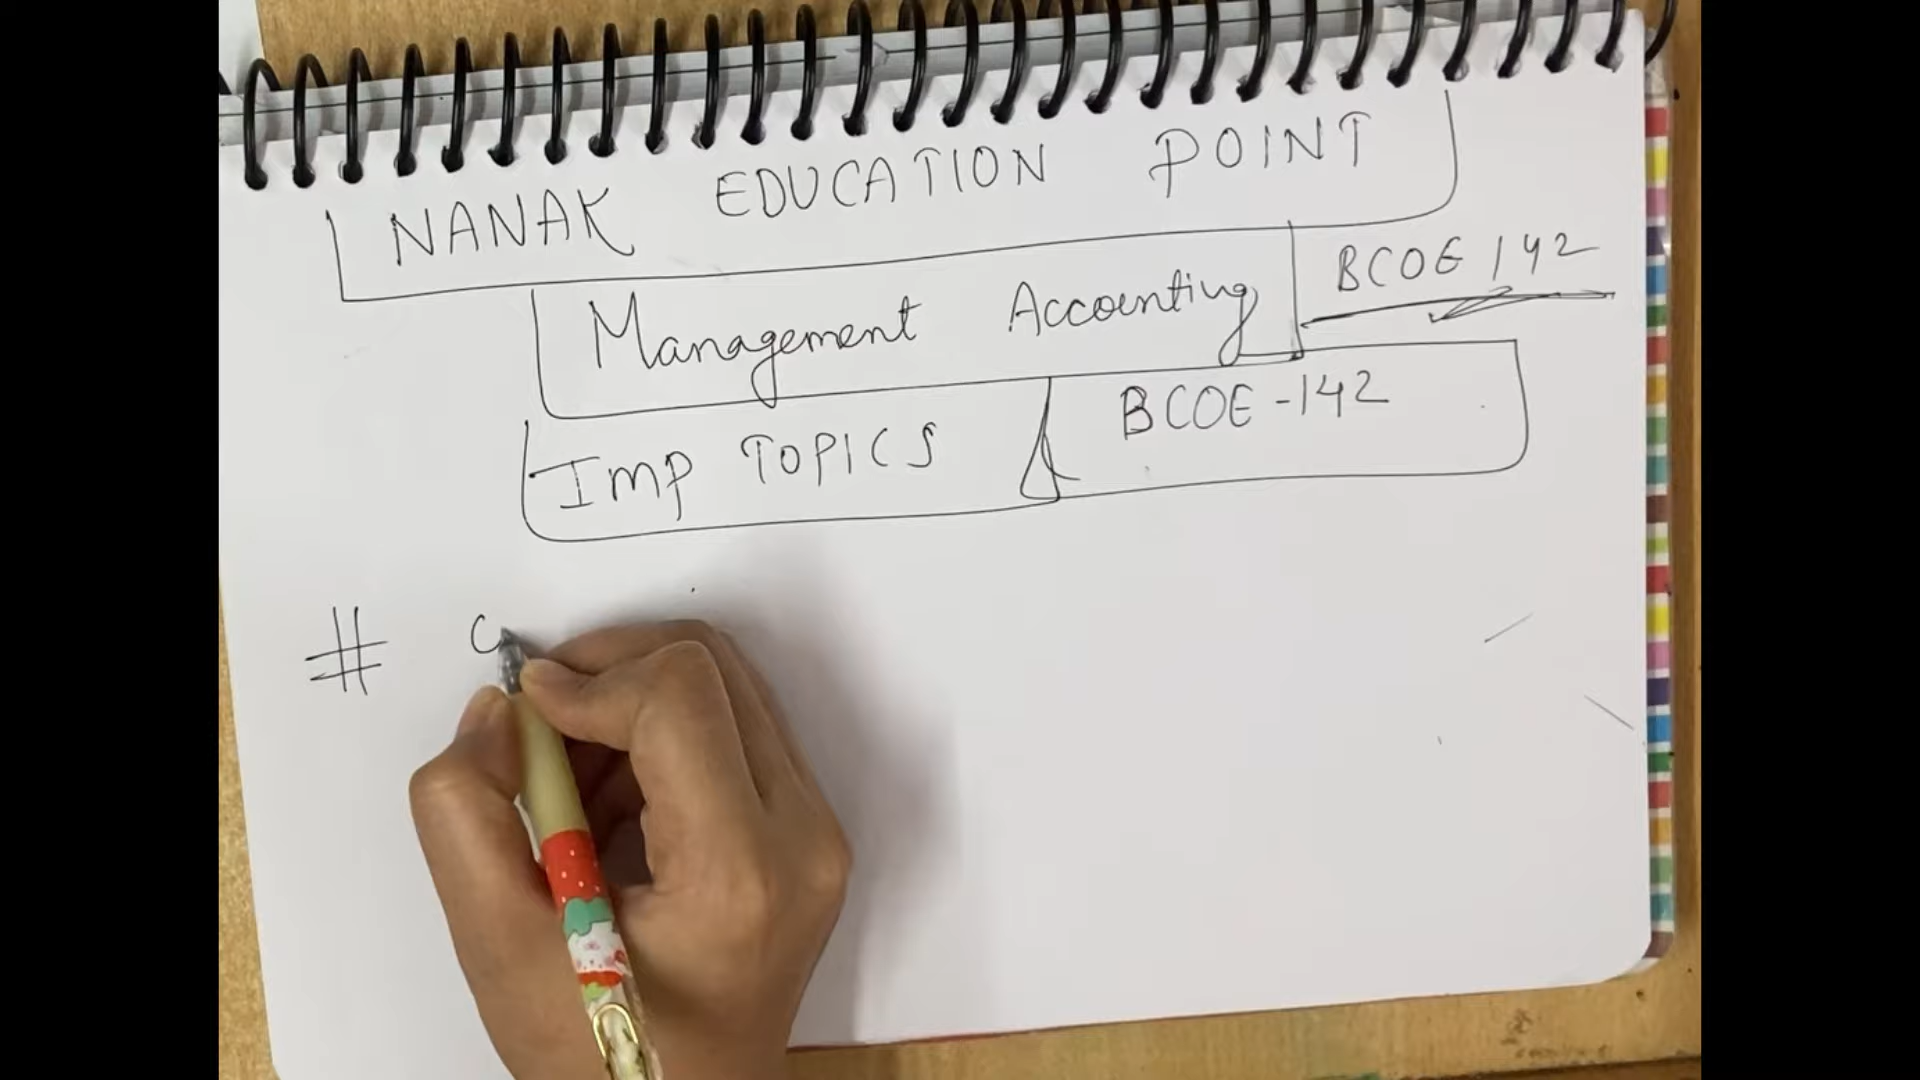 NANAK EDUCATION POINT
Management Accounting BCOE 142
Imp TOPICS BCOE-142
# C